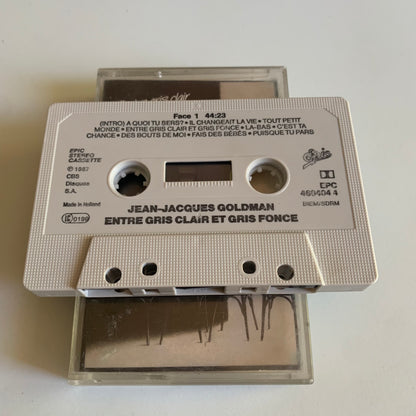 Face 1 44:23
(INTRO) A QUOI TU SERS? • IL CHANGEAIT LA VIE • TOUT PETIT
MONDE • ENTRE GRIS CLAIR ET GRIS FONCE • LA-BAS • C'EST TA
CHANCE • DES BOUTS DE MOI • FAIS DES BÉBÉS • PUISQUE TU PARS
EPIC
STEREO
CASSETTE
℗ 1987
CBS
Disques
S.A.
Made in Holland
0199
Epic
EPC
460404 4
BIEM/SDRM
JEAN-JACQUES GOLDMAN
ENTRE GRIS CLAIR ET GRIS FONCE